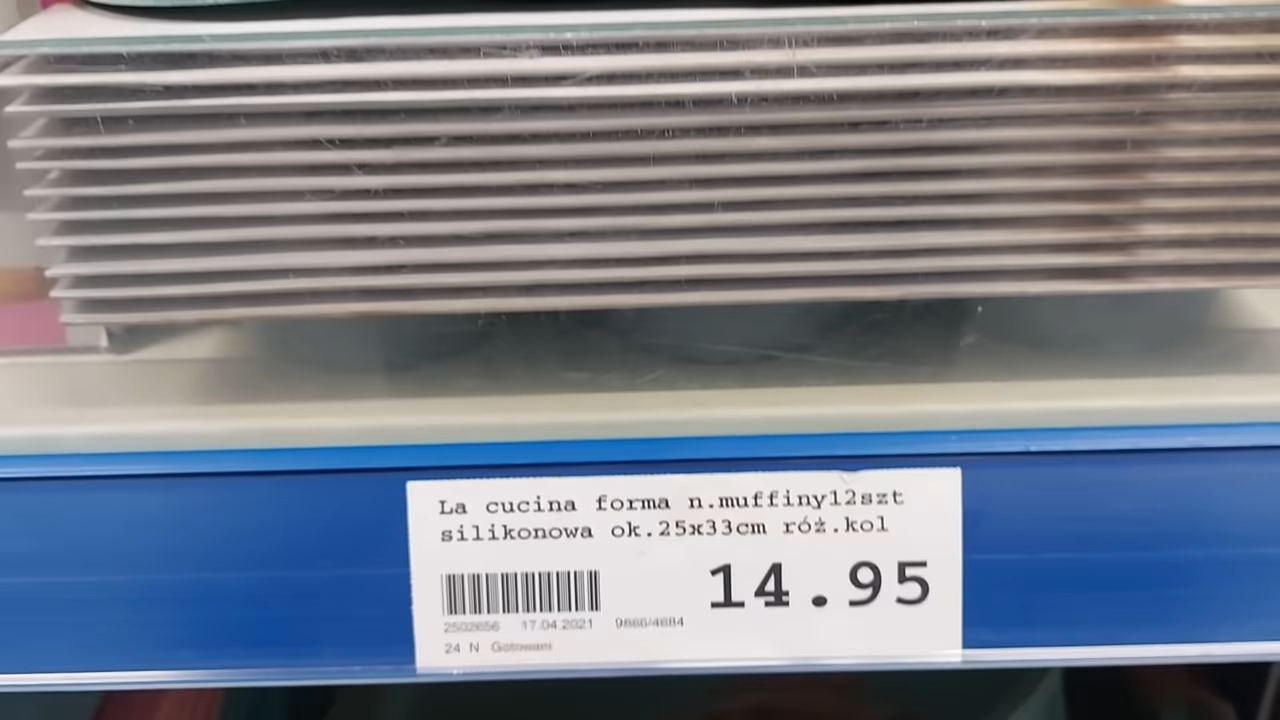 La cucina forma n.muffiny12szt
silikonowa ok.25x33cm róż.kol
14.95
2502656 17.04.2021 9866/4684
24 N Gotowani